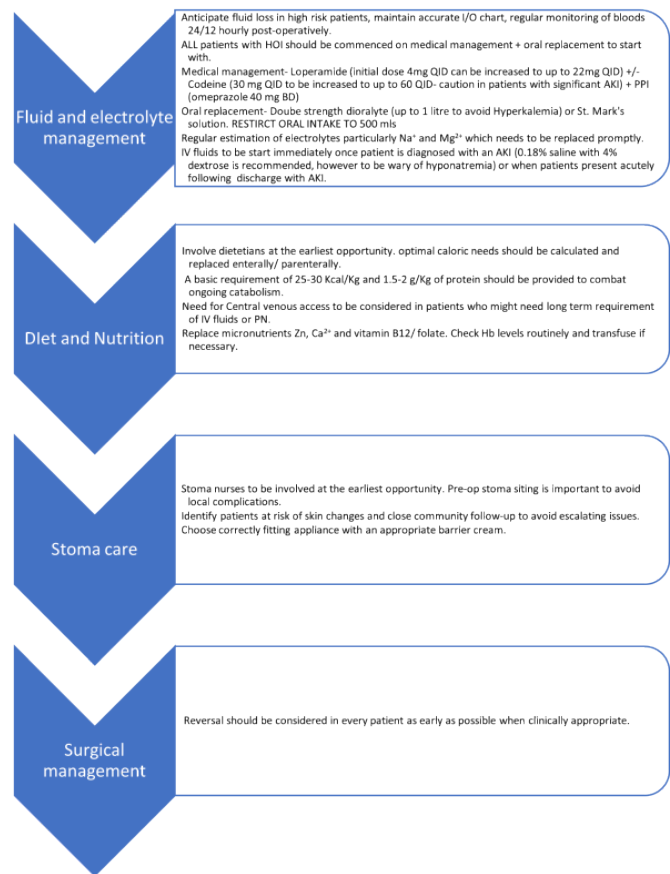 Fluid and electrolyte
management
Anticipate fluid loss in high risk patients, maintain accurate I/O chart, regular monitoring of bloods
24/12 hourly post-operatively.
ALL patients with HOI should be commenced on medical management + oral replacement to start
with.
Medical management- Loperamide (initial dose 4mg QID can be increased to up to 22mg QID) +/-
Codeine (30 mg QID to be increased to up to 60 QID- caution in patients with significant AKI) + PPI
(omeprazole 40 mg BD)
Oral replacement- Doube strength dioralyte (up to 1 litre to avoid Hyperkalemia) or St. Mark's
solution. RESTIRCT ORAL INTAKE TO 500 mls
Regular estimation of electrolytes particularly Na⁺ and Mg²⁺ which needs to be replaced promptly.
IV fluids to be start immediately once patient is diagnosed with an AKI (0.18% saline with 4%
dextrose is recommended, however to be wary of hyponatremia) or when patients present acutely
following discharge with AKI.
DIet and Nutrition
Involve dietetians at the earliest opportunity. optimal caloric needs should be calculated and
replaced enterally/ parenterally.
A basic requirement of 25-30 Kcal/Kg and 1.5-2 g/Kg of protein should be provided to combat
ongoing catabolism.
Need for Central venous access to be considered in patients who might need long term requirement
of IV fluids or PN.
Replace micronutrients Zn, Ca²⁺ and vitamin B12/ folate. Check Hb levels routinely and transfuse if
necessary.
Stoma care
Stoma nurses to be involved at the earliest opportunity. Pre-op stoma siting is important to avoid
local complications.
Identify patients at risk of skin changes and close community follow-up to avoid escalating issues.
Choose correctly fitting appliance with an appropriate barrier cream.
Surgical
management
Reversal should be considered in every patient as early as possible when clinically appropriate.